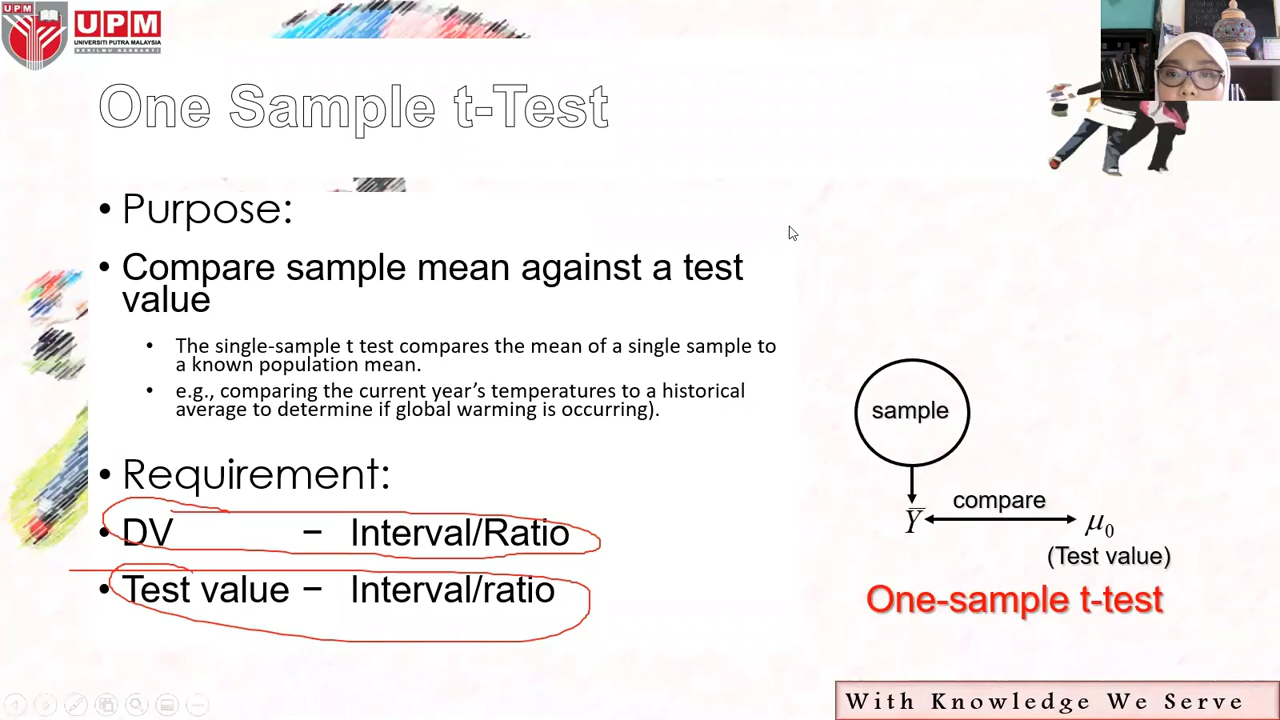 UPM
UNIVERSITI PUTRA MALAYSIA
BERILMU BERBAKTI
One Sample t-Test
• Purpose:
• Compare sample mean against a test
value
• The single-sample t test compares the mean of a single sample to
a known population mean.
• e.g., comparing the current year’s temperatures to a historical
average to determine if global warming is occurring).
• Requirement:
• DV – Interval/Ratio
• Test value – Interval/ratio
sample
compare
Ȳ μ₀
(Test value)
One-sample t-test
With Knowledge We Serve